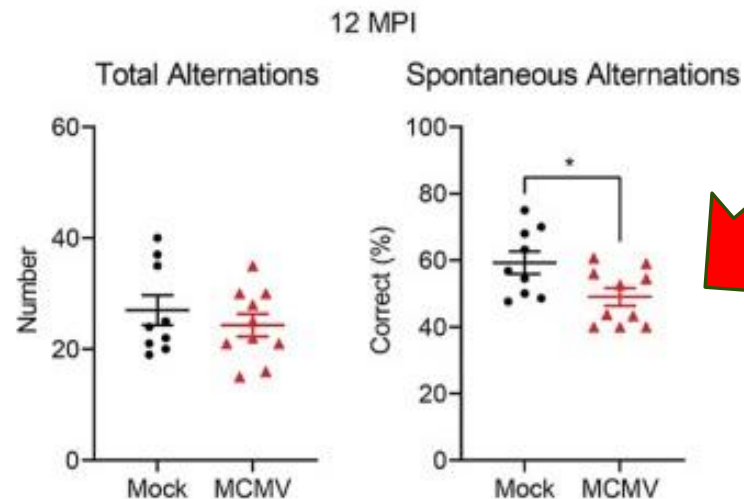 12 MPI
Total Alternations
60
40
20
0
Number
Mock MCMV
Spontaneous Alternations
100
80
60
40
20
0
Correct (%)
*
Mock MCMV